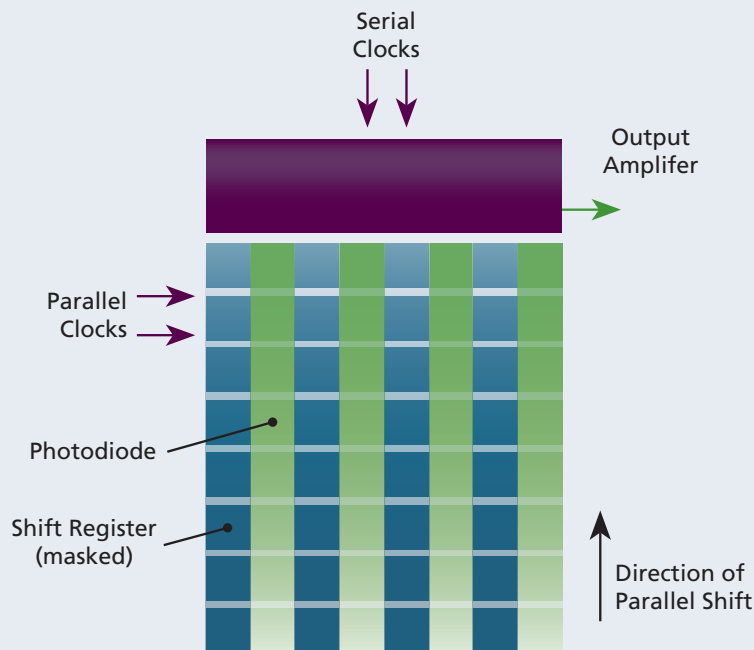 Serial
Clocks
Output
Amplifer
Parallel
Clocks
Photodiode
Shift Register
(masked)
Direction of
Parallel Shift